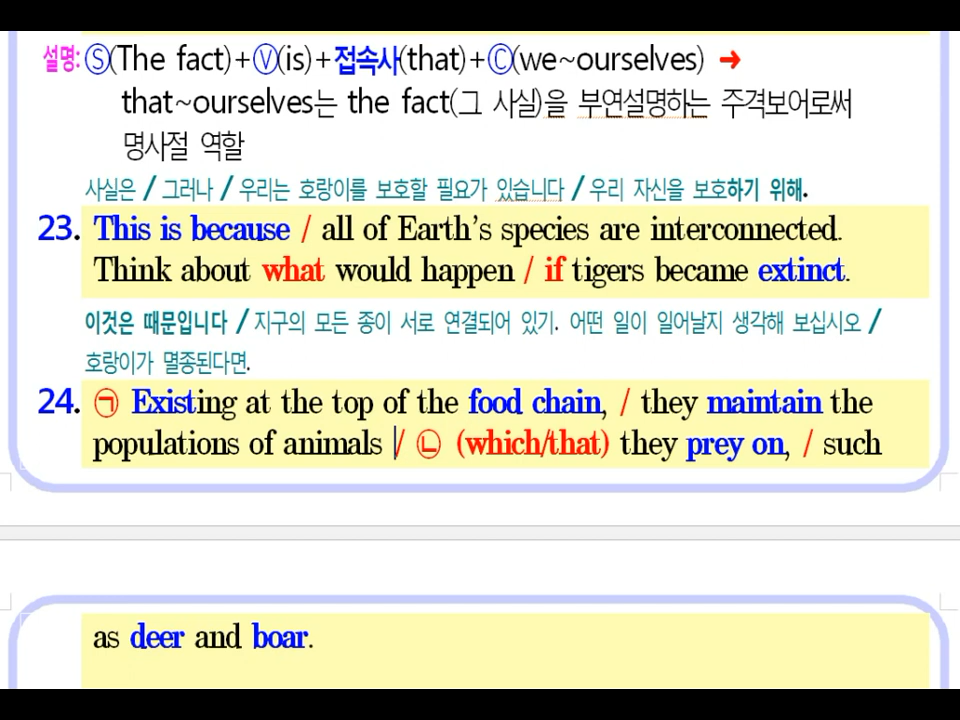 설명: Ⓢ(The fact)+Ⓥ(is)+접속사(that)+Ⓒ(we~ourselves) ➜
that~ourselves는 the fact(그 사실)을 부연설명하는 주격보어로써
명사절 역할
사실은 / 그러나 / 우리는 호랑이를 보호할 필요가 있습니다 / 우리 자신을 보호하기 위해.
23. This is because / all of Earth's species are interconnected.
Think about what would happen / if tigers became extinct.
이것은 때문입니다 / 지구의 모든 종이 서로 연결되어 있기. 어떤 일이 일어날지 생각해 보십시오 /
호랑이가 멸종된다면.
24. ㉠ Existing at the top of the food chain, / they maintain the
populations of animals / ㉡ (which/that) they prey on, / such
as deer and boar.